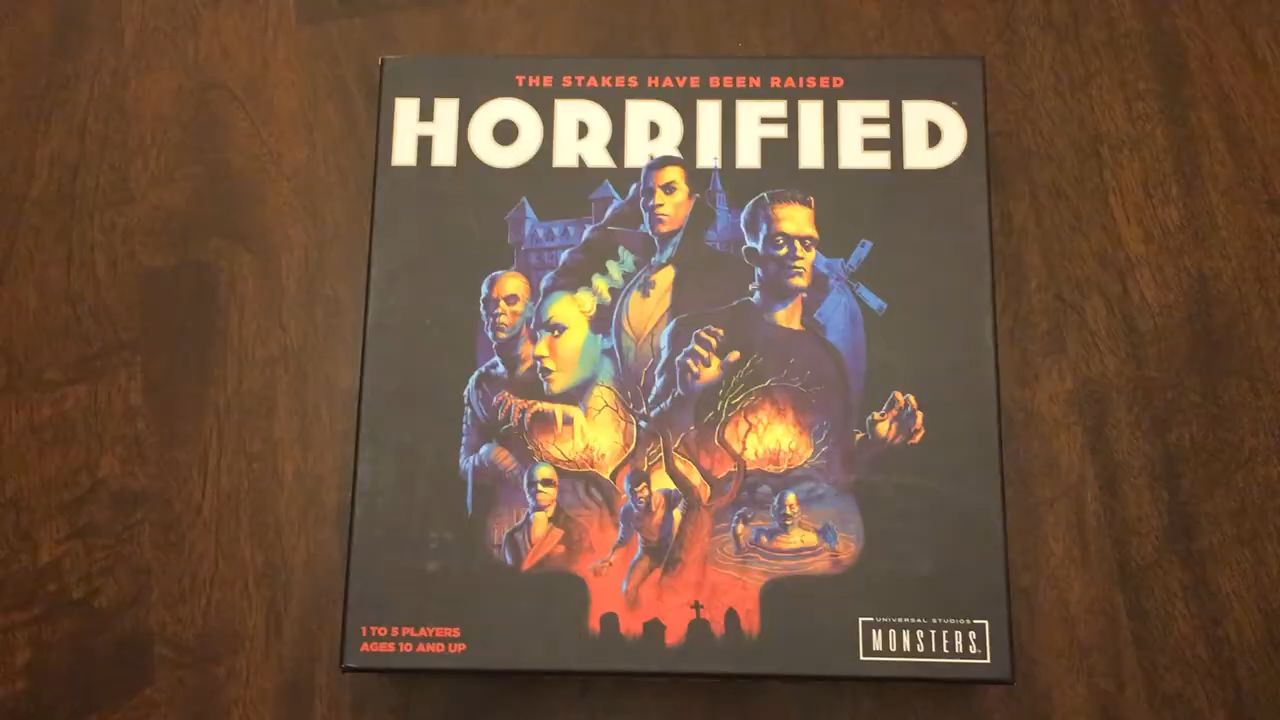 THE STAKES HAVE BEEN RAISED
HORRIFIED
1 TO 5 PLAYERS
AGES 10 AND UP
UNIVERSAL STUDIOS
MONSTERS